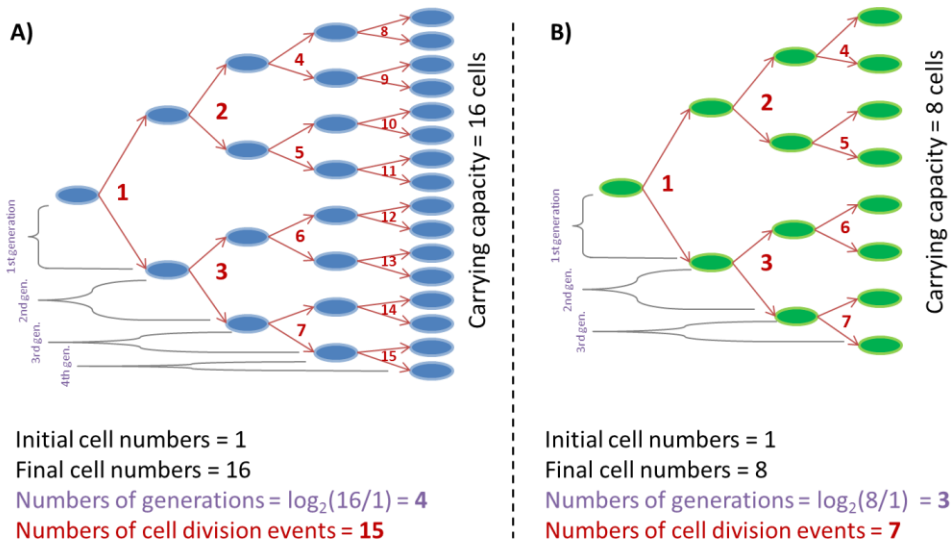 A)
1
2
3
4
5
6
7
8
9
10
11
12
13
14
15
1st generation
2nd gen.
3rd gen.
4th gen.
Carrying capacity = 16 cells
Initial cell numbers = 1
Final cell numbers = 16
Numbers of generations = log₂(16/1) = 4
Numbers of cell division events = 15
B)
1
2
3
4
5
6
7
1st generation
2nd gen.
3rd gen.
Carrying capacity = 8 cells
Initial cell numbers = 1
Final cell numbers = 8
Numbers of generations = log₂(8/1) = 3
Numbers of cell division events = 7